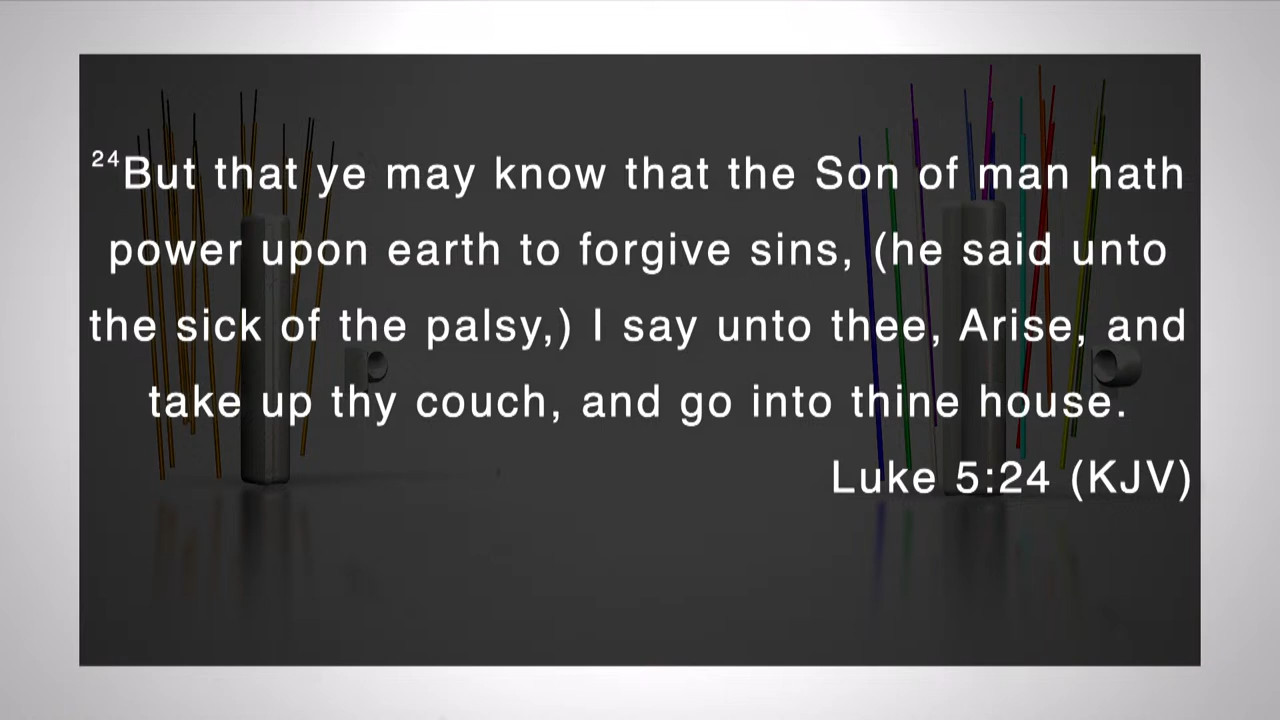 24But that ye may know that the Son of man hath
power upon earth to forgive sins, (he said unto
the sick of the palsy,) I say unto thee, Arise, and
take up thy couch, and go into thine house.
Luke 5:24 (KJV)